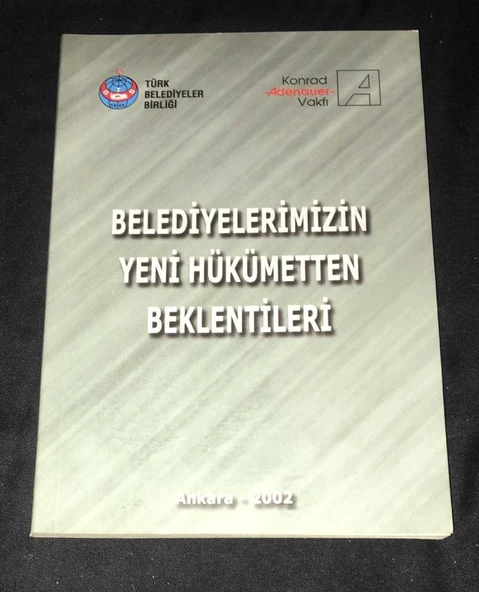 TÜRK
BELEDİYELER
BİRLİĞİ
Konrad
Adenauer-
Vakfı
BELEDİYELERİMİZİN
YENİ HÜKÜMETTEN
BEKLENTİLERİ
Ankara - 2002